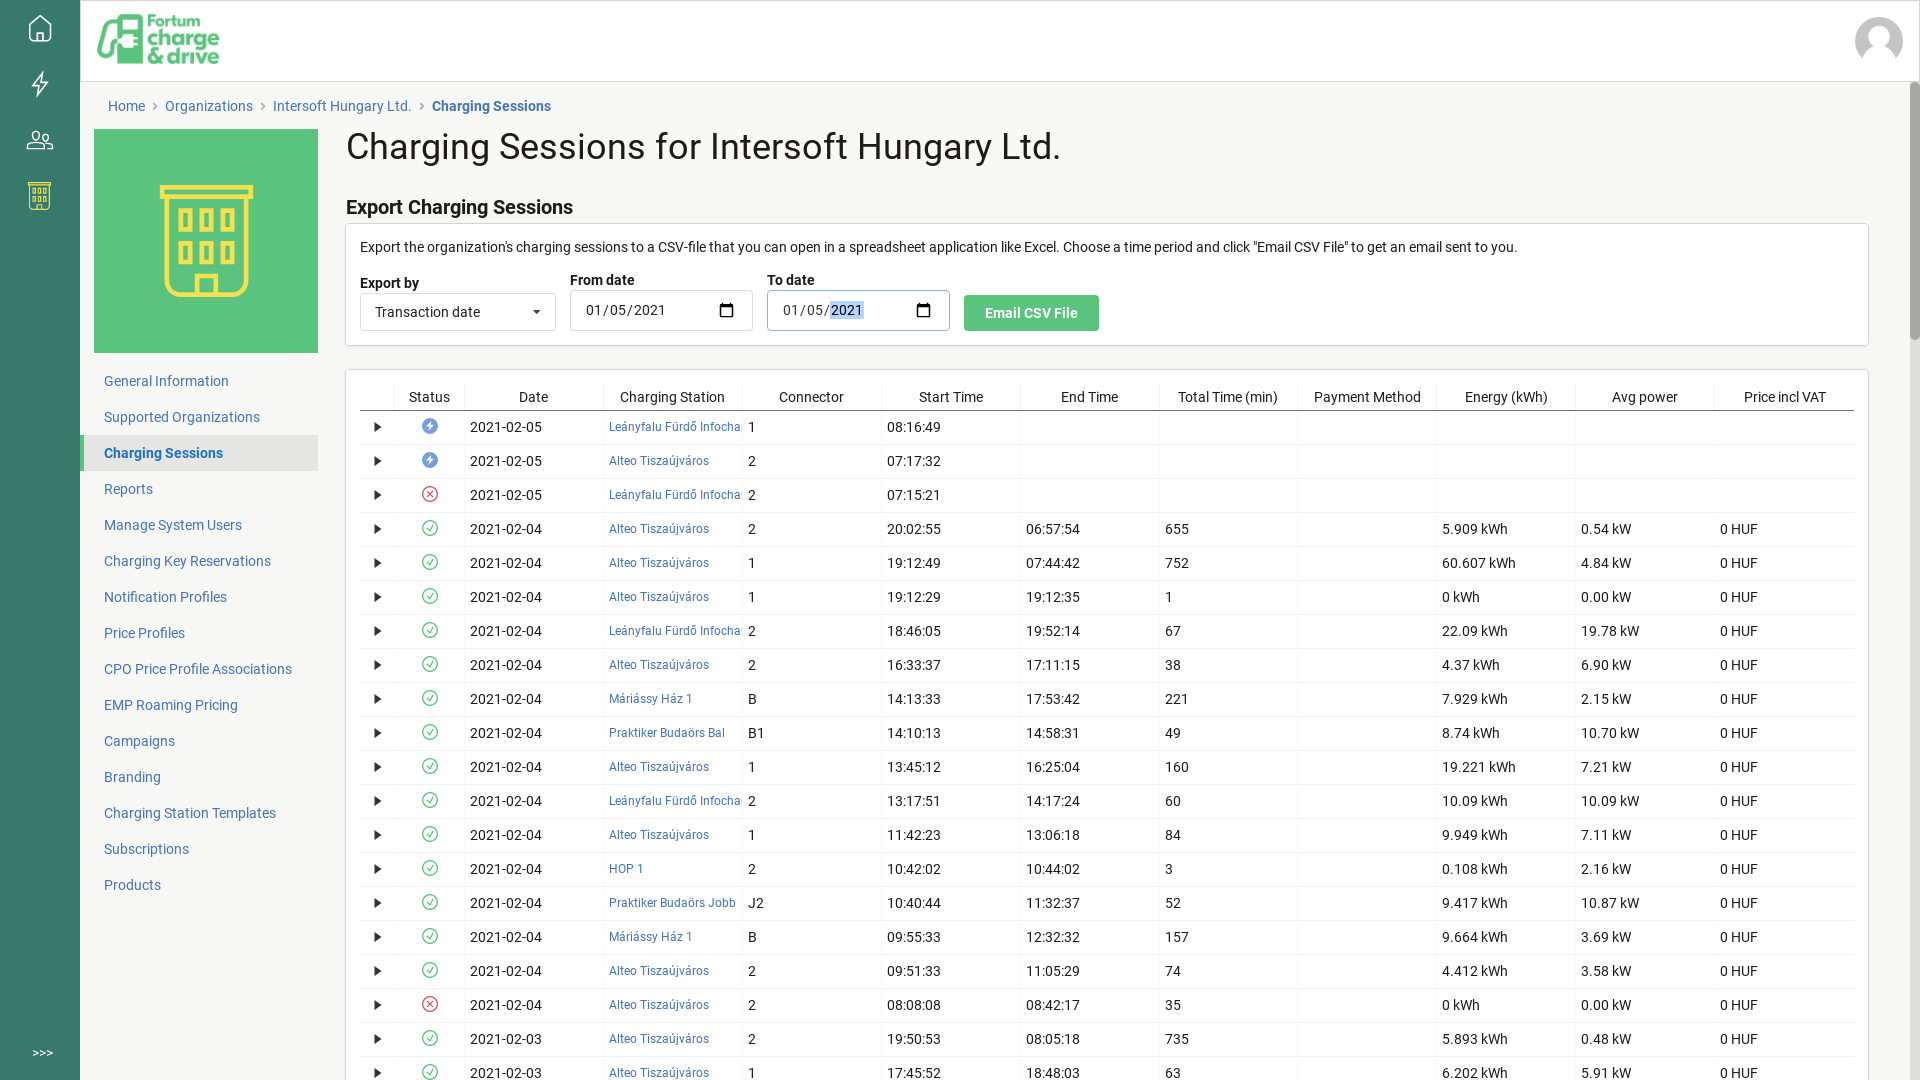 Fortum
charge
& drive
Home > Organizations > Intersoft Hungary Ltd. > Charging Sessions
Charging Sessions for Intersoft Hungary Ltd.
Export Charging Sessions
Export the organization's charging sessions to a CSV-file that you can open in a spreadsheet application like Excel. Choose a time period and click "Email CSV File" to get an email sent to you.
Export by From date To date
Transaction date 01/05/2021 01/05/2021 Email CSV File
General Information
Supported Organizations
Charging Sessions
Reports
Manage System Users
Charging Key Reservations
Notification Profiles
Price Profiles
CPO Price Profile Associations
EMP Roaming Pricing
Campaigns
Branding
Charging Station Templates
Subscriptions
Products
>>>
Status Date Charging Station Connector Start Time End Time Total Time (min) Payment Method Energy (kWh) Avg power Price incl VAT
2021-02-05 Leányfalu Fürdő Infocha 1 08:16:49
2021-02-05 Alteo Tiszaújváros 2 07:17:32
2021-02-05 Leányfalu Fürdő Infocha 2 07:15:21
2021-02-04 Alteo Tiszaújváros 2 20:02:55 06:57:54 655 5.909 kWh 0.54 kW 0 HUF
2021-02-04 Alteo Tiszaújváros 1 19:12:49 07:44:42 752 60.607 kWh 4.84 kW 0 HUF
2021-02-04 Alteo Tiszaújváros 1 19:12:29 19:12:35 1 0 kWh 0.00 kW 0 HUF
2021-02-04 Leányfalu Fürdő Infocha 2 18:46:05 19:52:14 67 22.09 kWh 19.78 kW 0 HUF
2021-02-04 Alteo Tiszaújváros 2 16:33:37 17:11:15 38 4.37 kWh 6.90 kW 0 HUF
2021-02-04 Máriássy Ház 1 B 14:13:33 17:53:42 221 7.929 kWh 2.15 kW 0 HUF
2021-02-04 Praktiker Budaörs Bal B1 14:10:13 14:58:31 49 8.74 kWh 10.70 kW 0 HUF
2021-02-04 Alteo Tiszaújváros 1 13:45:12 16:25:04 160 19.221 kWh 7.21 kW 0 HUF
2021-02-04 Leányfalu Fürdő Infocha 2 13:17:51 14:17:24 60 10.09 kWh 10.09 kW 0 HUF
2021-02-04 Alteo Tiszaújváros 1 11:42:23 13:06:18 84 9.949 kWh 7.11 kW 0 HUF
2021-02-04 HOP 1 2 10:42:02 10:44:02 3 0.108 kWh 2.16 kW 0 HUF
2021-02-04 Praktiker Budaörs Jobb J2 10:40:44 11:32:37 52 9.417 kWh 10.87 kW 0 HUF
2021-02-04 Máriássy Ház 1 B 09:55:33 12:32:32 157 9.664 kWh 3.69 kW 0 HUF
2021-02-04 Alteo Tiszaújváros 2 09:51:33 11:05:29 74 4.412 kWh 3.58 kW 0 HUF
2021-02-04 Alteo Tiszaújváros 2 08:08:08 08:42:17 35 0 kWh 0.00 kW 0 HUF
2021-02-03 Alteo Tiszaújváros 2 19:50:53 08:05:18 735 5.893 kWh 0.48 kW 0 HUF
2021-02-03 Alteo Tiszaújváros 1 17:45:52 18:48:03 63 6.202 kWh 5.91 kW 0 HUF